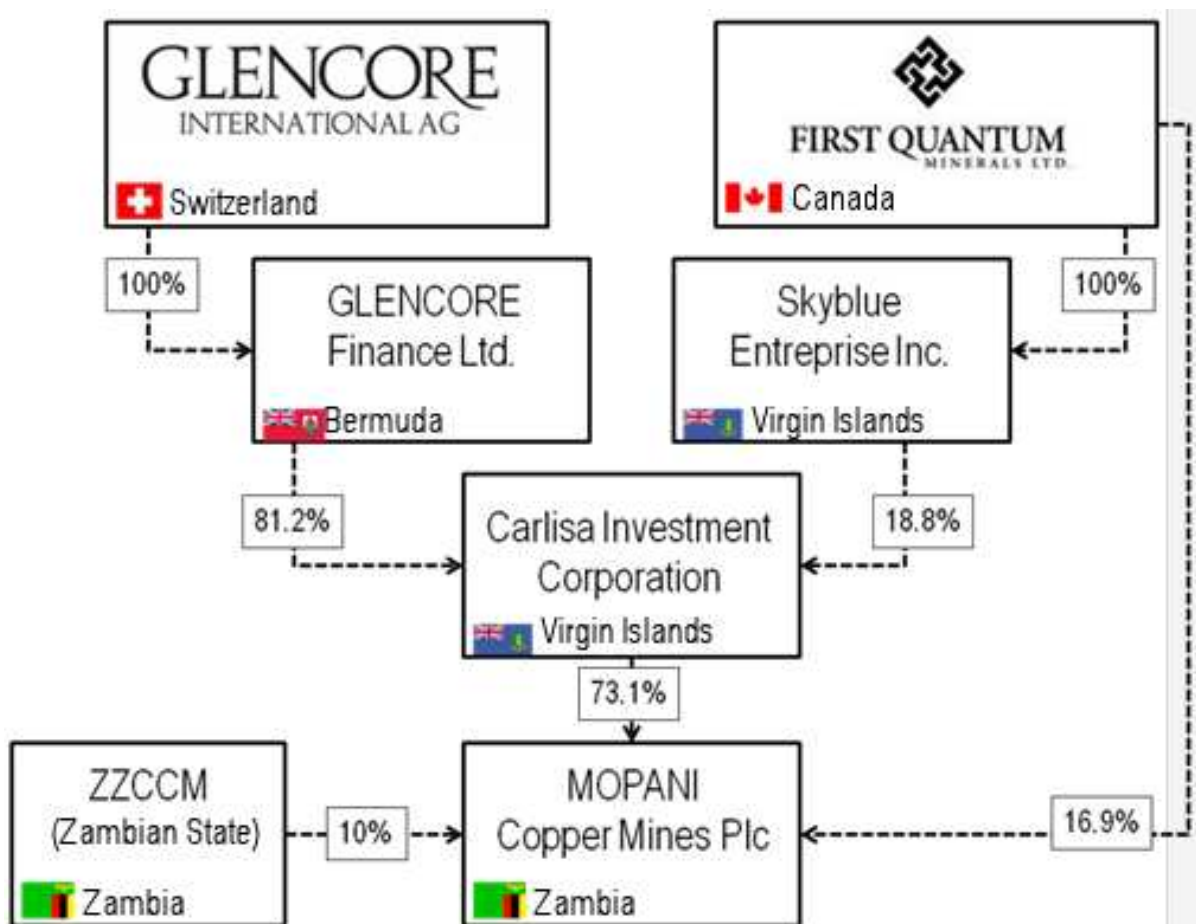 GLENCORE
INTERNATIONAL AG
Switzerland
FIRST QUANTUM
MINERALS LTD.
Canada
100%
GLENCORE
Finance Ltd.
Bermuda
Skyblue
Entreprise Inc.
Virgin Islands
100%
81.2%
Carlisa Investment
Corporation
Virgin Islands
18.8%
73.1%
ZZCCM
(Zambian State)
Zambia
10%
MOPANI
Copper Mines Plc
Zambia
16.9%